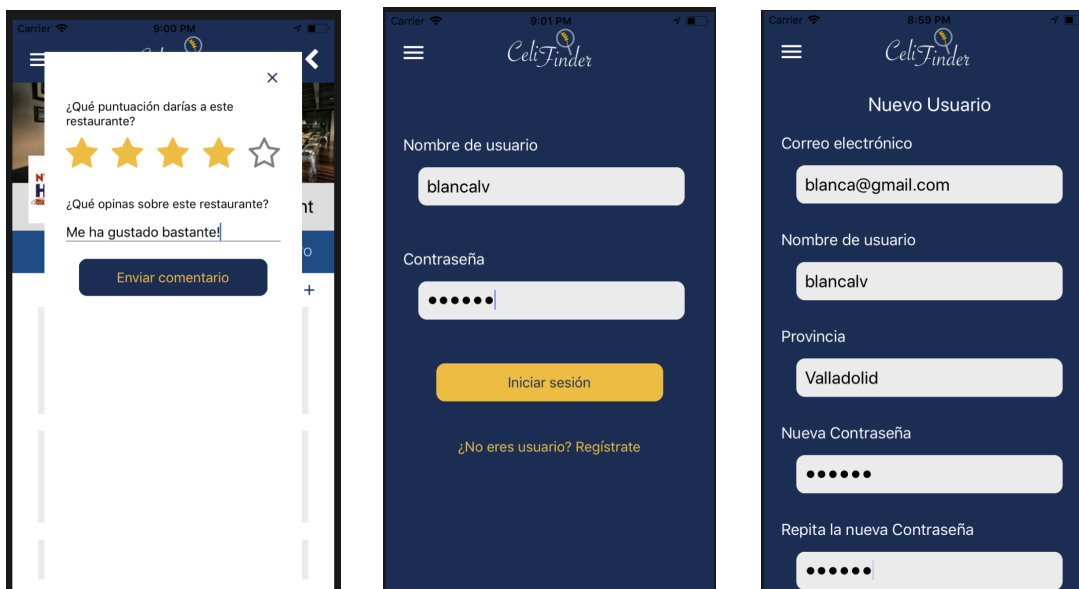 Carrier 9:00 PM
¿Qué puntuación darías a este
restaurante?
¿Qué opinas sobre este restaurante?
Me ha gustado bastante!
Enviar comentario
Carrier 9:01 PM
CeliFinder
Nombre de usuario
blancalv
Contraseña
Iniciar sesión
¿No eres usuario? Regístrate
Carrier 8:59 PM
CeliFinder
Nuevo Usuario
Correo electrónico
blanca@gmail.com
Nombre de usuario
blancalv
Provincia
Valladolid
Nueva Contraseña
Repita la nueva Contraseña